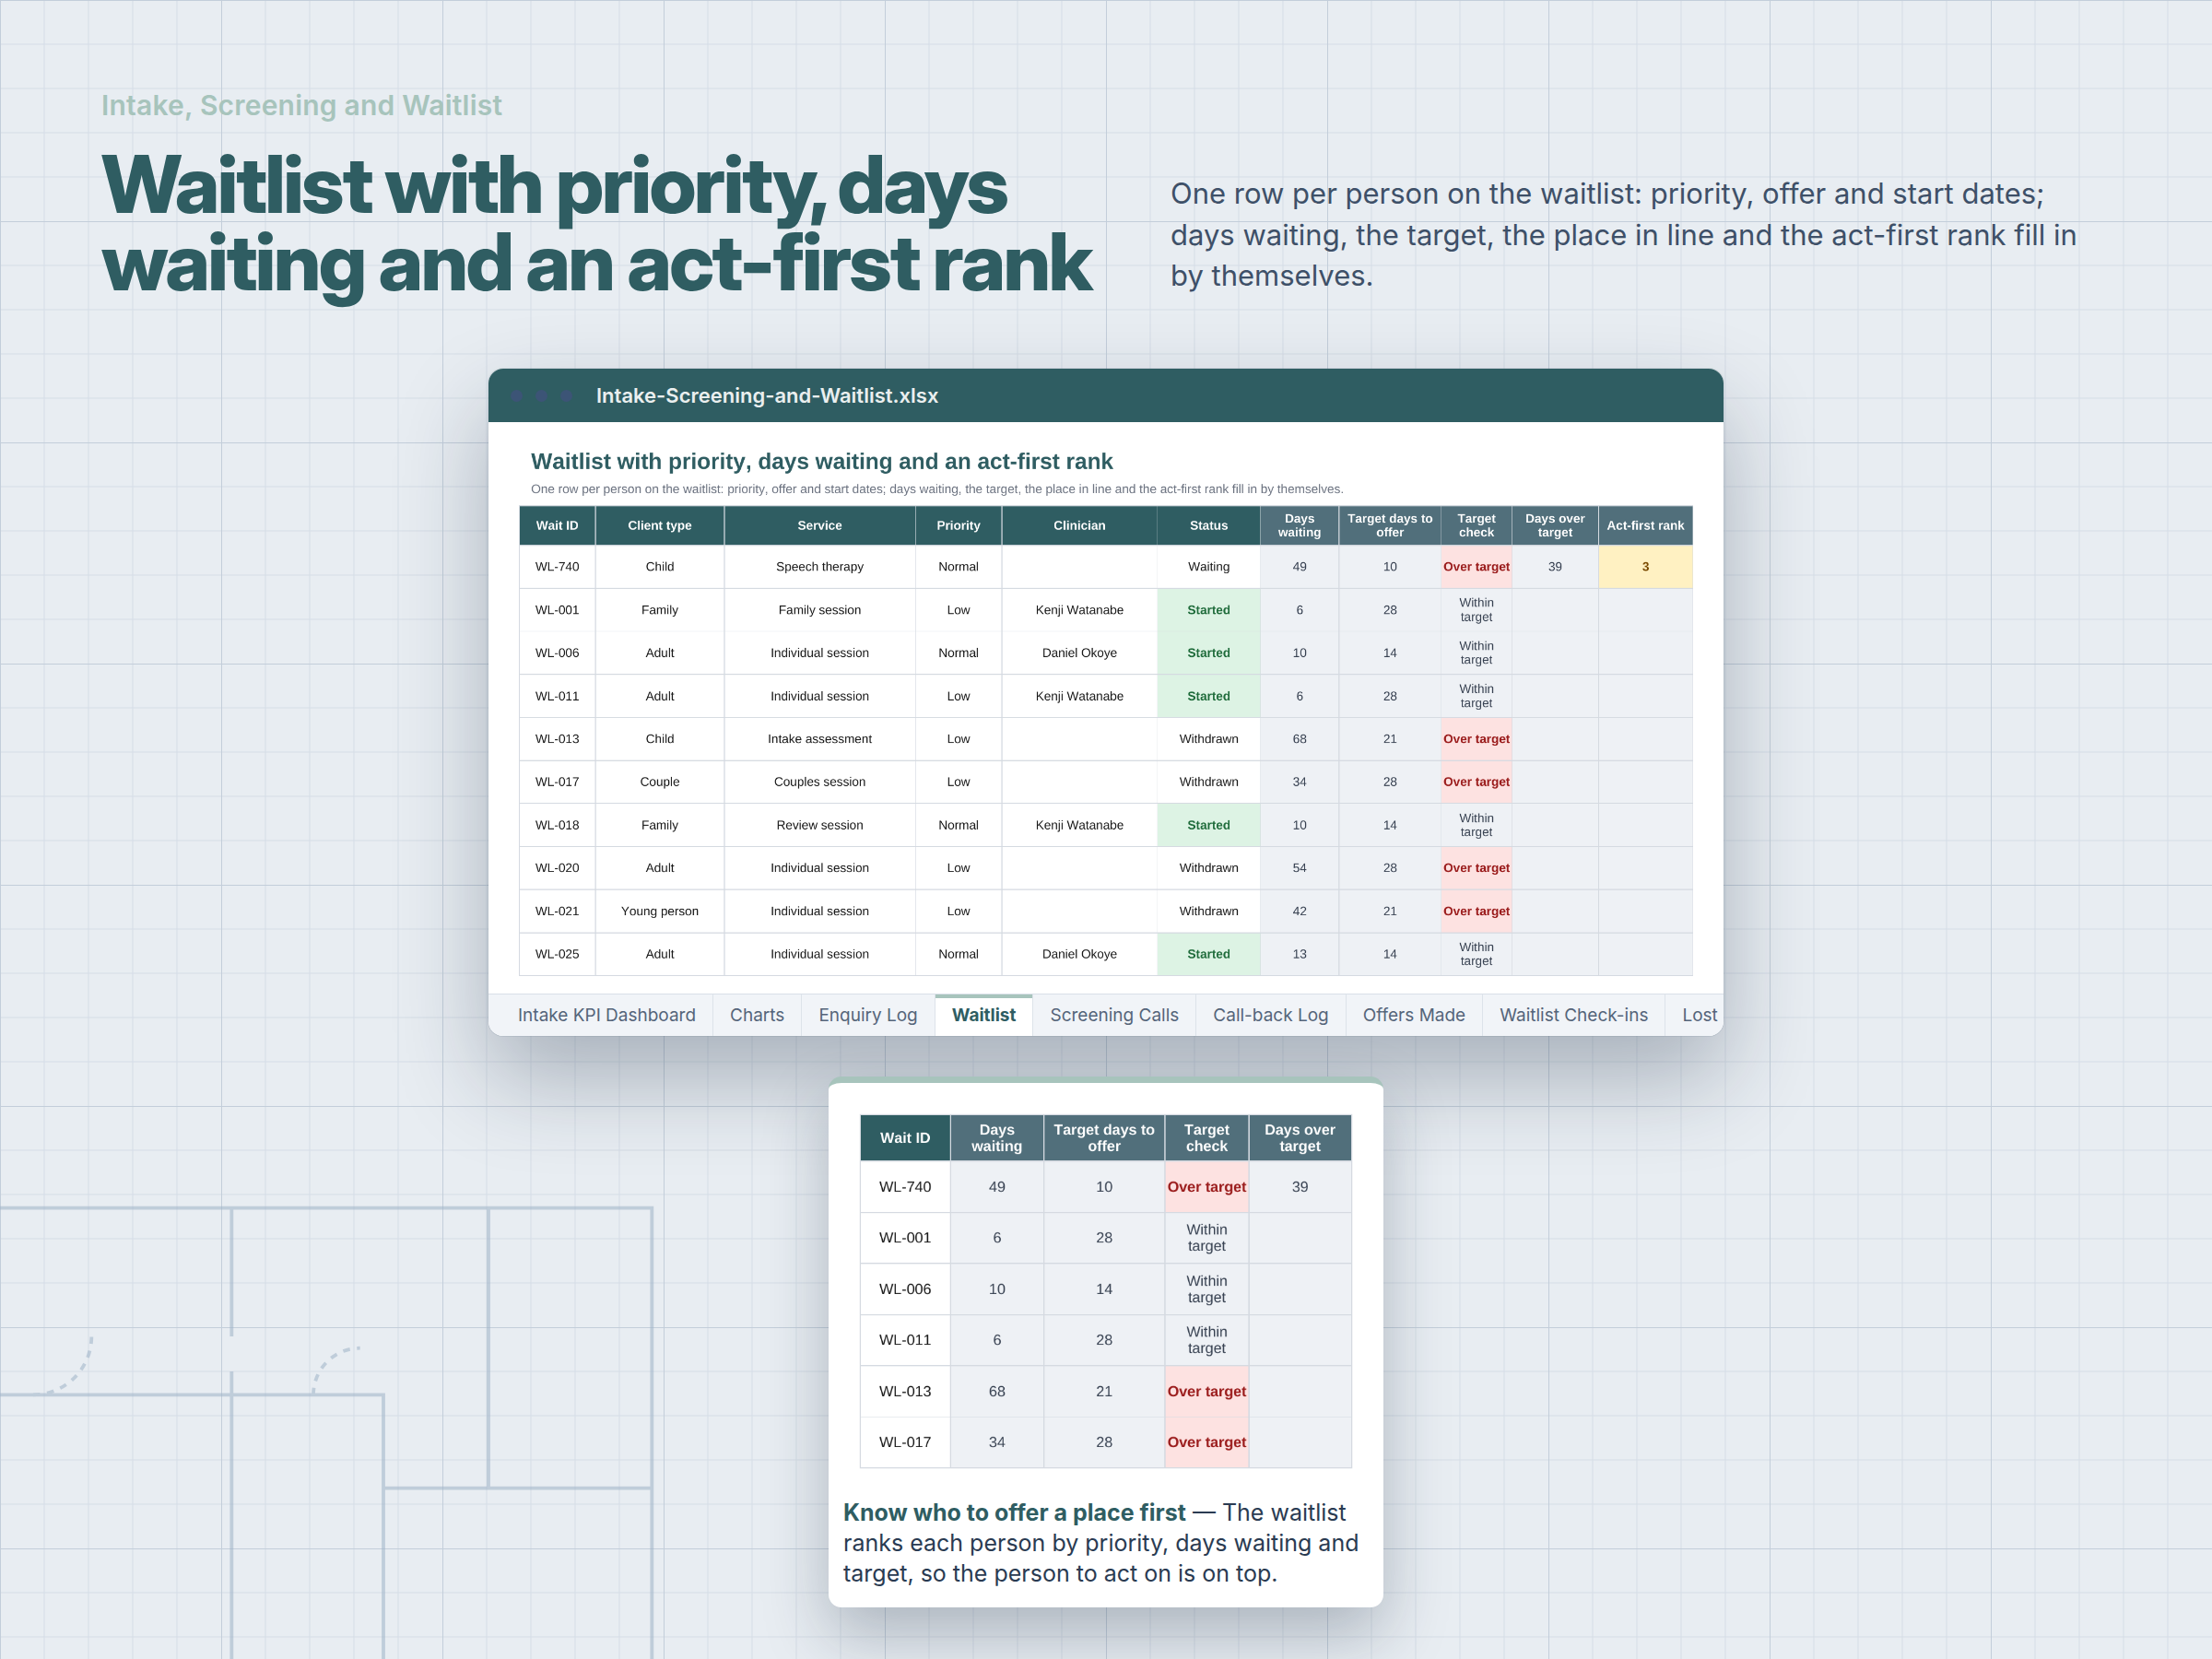 Intake, Screening and Waitlist
Waitlist with priority, days
waiting and an act-first rank
One row per person on the waitlist: priority, offer and start dates;
days waiting, the target, the place in line and the act-first rank fill in
by themselves.
Intake-Screening-and-Waitlist.xlsx
Waitlist with priority, days waiting and an act-first rank
One row per person on the waitlist: priority, offer and start dates; days waiting, the target, the place in line and the act-first rank fill in by themselves.
Wait ID Client type Service Priority Clinician Status Days waiting Target days to offer Target check Days over target Act-first rank
WL-740 Child Speech therapy Normal Waiting 49 10 Over target 39 3
WL-001 Family Family session Low Kenji Watanabe Started 6 28 Within target
WL-006 Adult Individual session Normal Daniel Okoye Started 10 14 Within target
WL-011 Adult Individual session Low Kenji Watanabe Started 6 28 Within target
WL-013 Child Intake assessment Low Withdrawn 68 21 Over target
WL-017 Couple Couples session Low Withdrawn 34 28 Over target
WL-018 Family Review session Normal Kenji Watanabe Started 10 14 Within target
WL-020 Adult Individual session Low Withdrawn 54 28 Over target
WL-021 Young person Individual session Low Withdrawn 42 21 Over target
WL-025 Adult Individual session Normal Daniel Okoye Started 13 14 Within target
Intake KPI Dashboard Charts Enquiry Log Waitlist Screening Calls Call-back Log Offers Made Waitlist Check-ins Lost
Wait ID Days waiting Target days to offer Target check Days over target
WL-740 49 10 Over target 39
WL-001 6 28 Within target
WL-006 10 14 Within target
WL-011 6 28 Within target
WL-013 68 21 Over target
WL-017 34 28 Over target
Know who to offer a place first — The waitlist
ranks each person by priority, days waiting and
target, so the person to act on is on top.